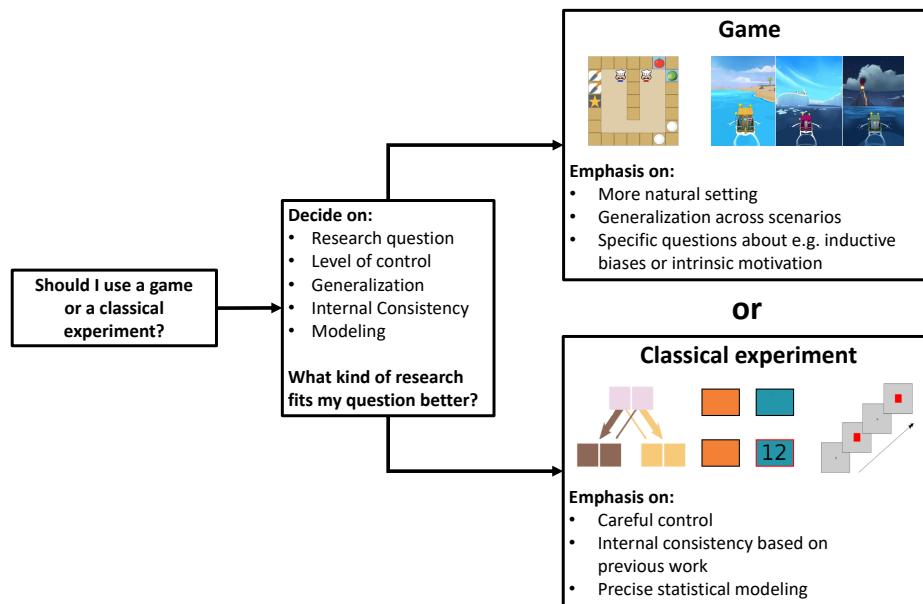 Should I use a game
or a classical
experiment?
Decide on:
• Research question
• Level of control
• Generalization
• Internal Consistency
• Modeling
What kind of research
fits my question better?
Game
Emphasis on:
• More natural setting
• Generalization across scenarios
• Specific questions about e.g. inductive
biases or intrinsic motivation
or
Classical experiment
12
Emphasis on:
• Careful control
• Internal consistency based on
previous work
• Precise statistical modeling